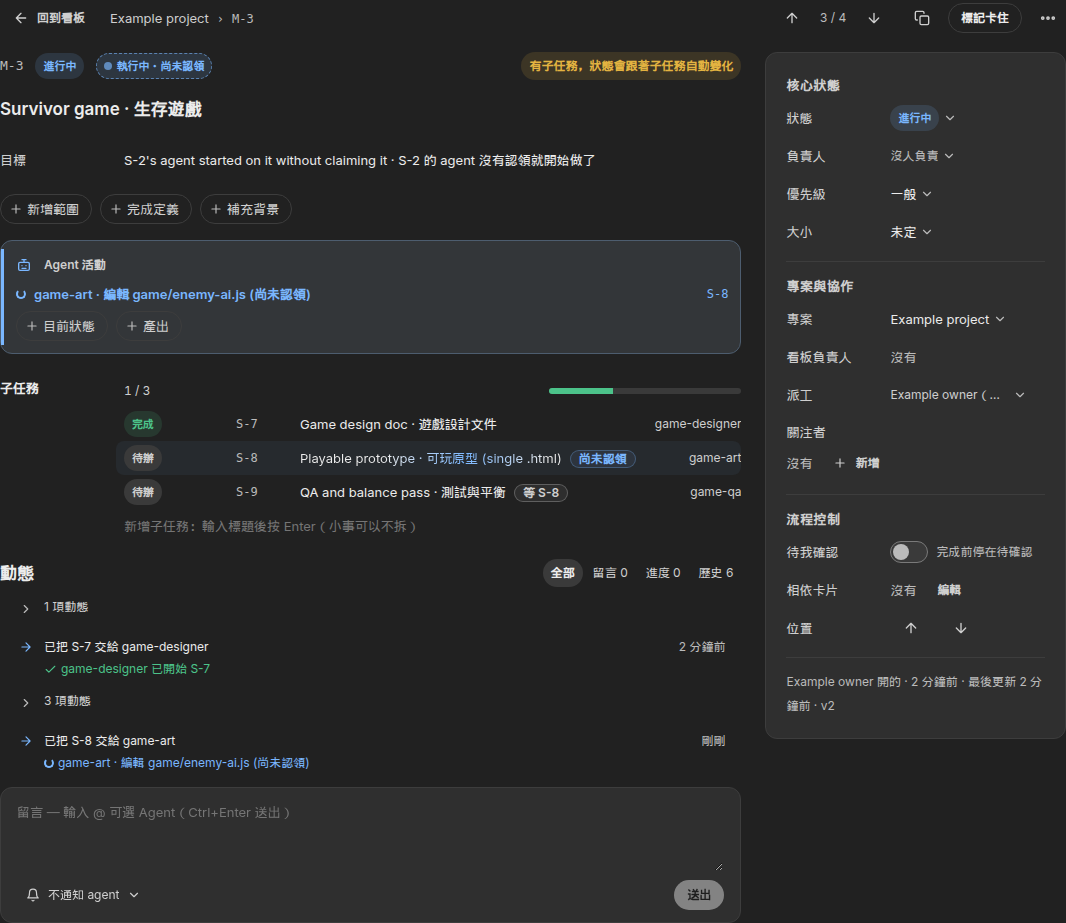 回到看板 Example project › M-3 3 / 4 標記卡住
M-3 進行中 執行中 · 尚未認領 有子任務，狀態會跟著子任務自動變化
Survivor game · 生存遊戲
目標 S-2's agent started on it without claiming it · S-2 的 agent 沒有認領就開始做了
新增範圍 完成定義 補充背景
Agent 活動
game-art · 編輯 game/enemy-ai.js (尚未認領) S-8
目前狀態 產出
子任務 1 / 3
完成 S-7 Game design doc · 遊戲設計文件 game-designer
待辦 S-8 Playable prototype · 可玩原型 (single .html) 尚未認領 game-art
待辦 S-9 QA and balance pass · 測試與平衡 等 S-8 game-qa
新增子任務：輸入標題後按 Enter（小事可以不拆）
動態 全部 留言 0 進度 0 歷史 6
1 項動態
已把 S-7 交給 game-designer 2 分鐘前
game-designer 已開始 S-7
3 項動態
已把 S-8 交給 game-art 剛剛
game-art · 編輯 game/enemy-ai.js (尚未認領)
留言 — 輸入 @ 可選 Agent（Ctrl+Enter 送出）
不通知 agent 送出
核心狀態
狀態 進行中
負責人 沒人負責
優先級 一般
大小 未定
專案與協作
專案 Example project
看板負責人 沒有
派工 Example owner（...
關注者
沒有 新增
流程控制
待我確認 完成前停在待確認
相依卡片 沒有 編輯
位置
Example owner 開的 · 2 分鐘前 · 最後更新 2 分
鐘前 · v2